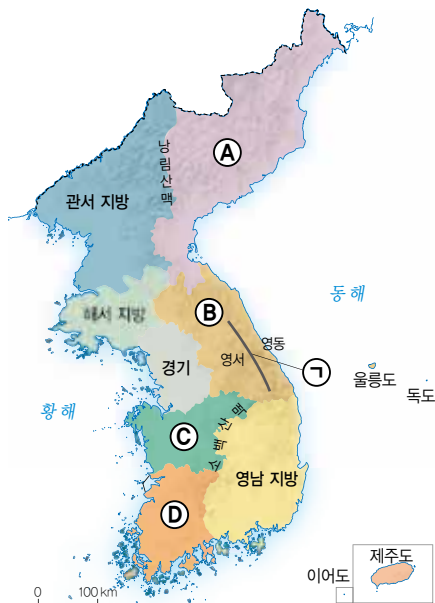 A
낭림산맥
관서 지방
동해
해서 지방
B
영동
영서
경기
㉠
울릉도
독도
황해
C
소백산맥
영남 지방
D
제주도
이어도
0 100 km